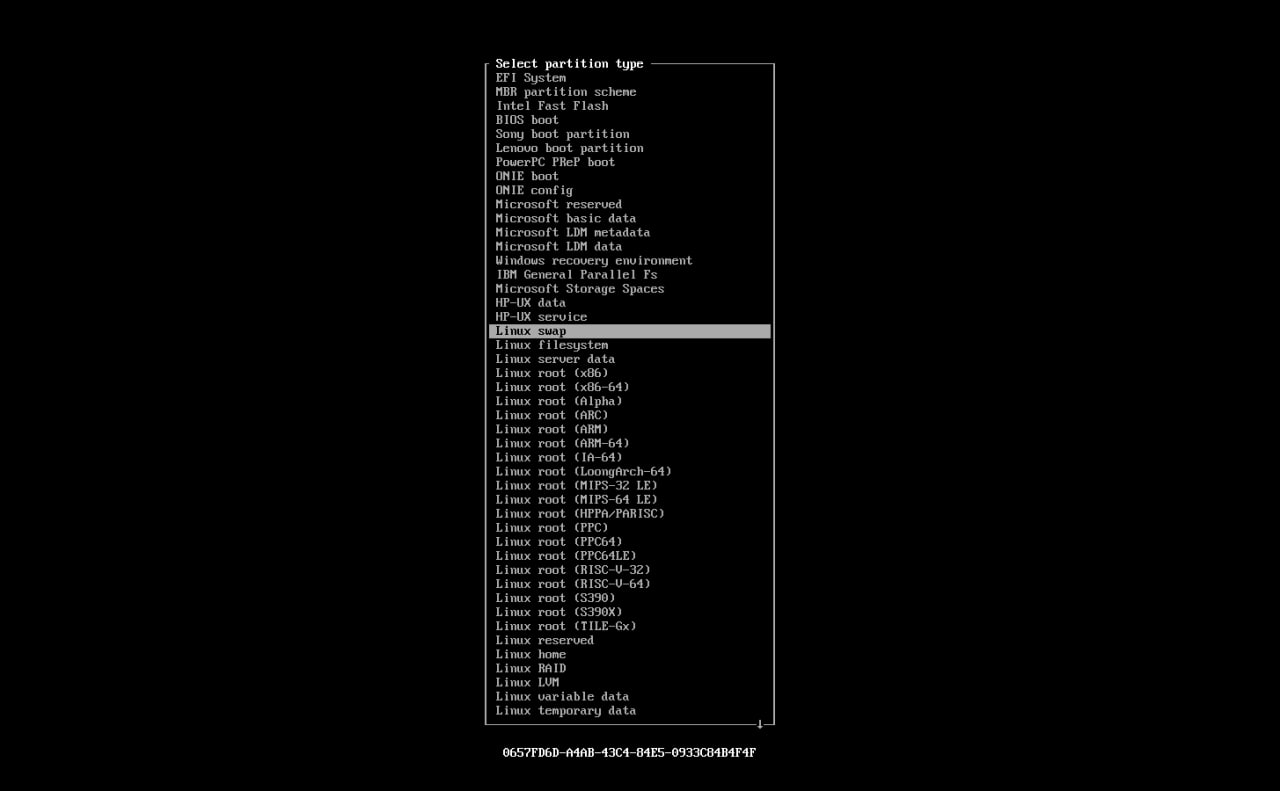 Select partition type
EFI System
MBR partition scheme
Intel Fast Flash
BIOS boot
Sony boot partition
Lenovo boot partition
PowerPC PReP boot
ONIE boot
ONIE config
Microsoft reserved
Microsoft basic data
Microsoft LDM metadata
Microsoft LDM data
Windows recovery environment
IBM General Parallel Fs
Microsoft Storage Spaces
HP-UX data
HP-UX service
Linux swap
Linux filesystem
Linux server data
Linux root (x86)
Linux root (x86-64)
Linux root (Alpha)
Linux root (ARC)
Linux root (ARM)
Linux root (ARM-64)
Linux root (IA-64)
Linux root (LoongArch-64)
Linux root (MIPS-32 LE)
Linux root (MIPS-64 LE)
Linux root (HPPA/PARISC)
Linux root (PPC)
Linux root (PPC64)
Linux root (PPC64LE)
Linux root (RISC-V-32)
Linux root (RISC-V-64)
Linux root (S390)
Linux root (S390X)
Linux root (TILE-Gx)
Linux reserved
Linux home
Linux RAID
Linux LVM
Linux variable data
Linux temporary data
0657FD6D-A4AB-43C4-84E5-0933C84B4F4F